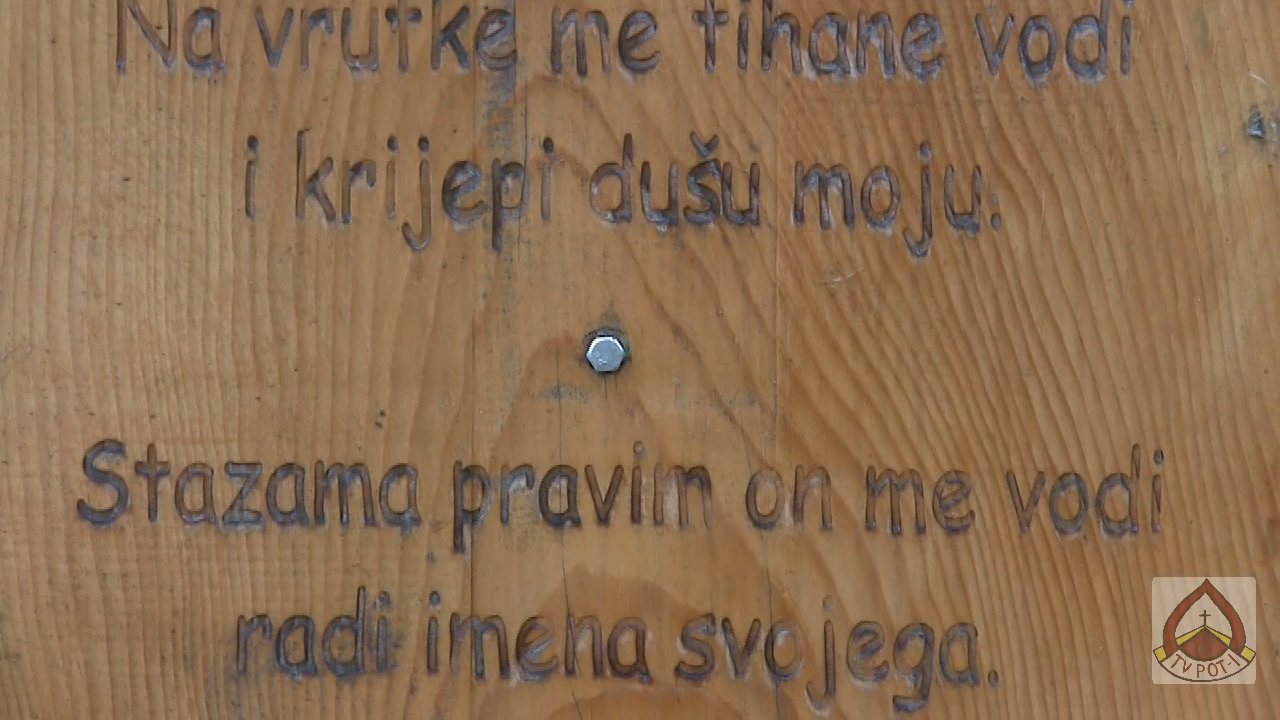 Na vrutke me tihane vodi
i krijepi dušu moju.
Stazama pravim on me vodi
radi imena svojega.
TV POT-1